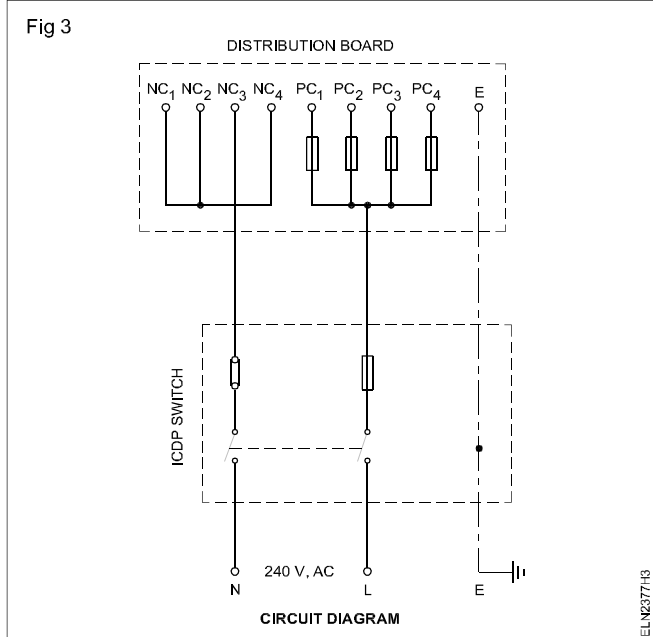 Fig 3
DISTRIBUTION BOARD
NC1 NC2 NC3 NC4 PC1 PC2 PC3 PC4 E
ICDP SWITCH
240 V, AC
N L E
CIRCUIT DIAGRAM
ELN2377H3